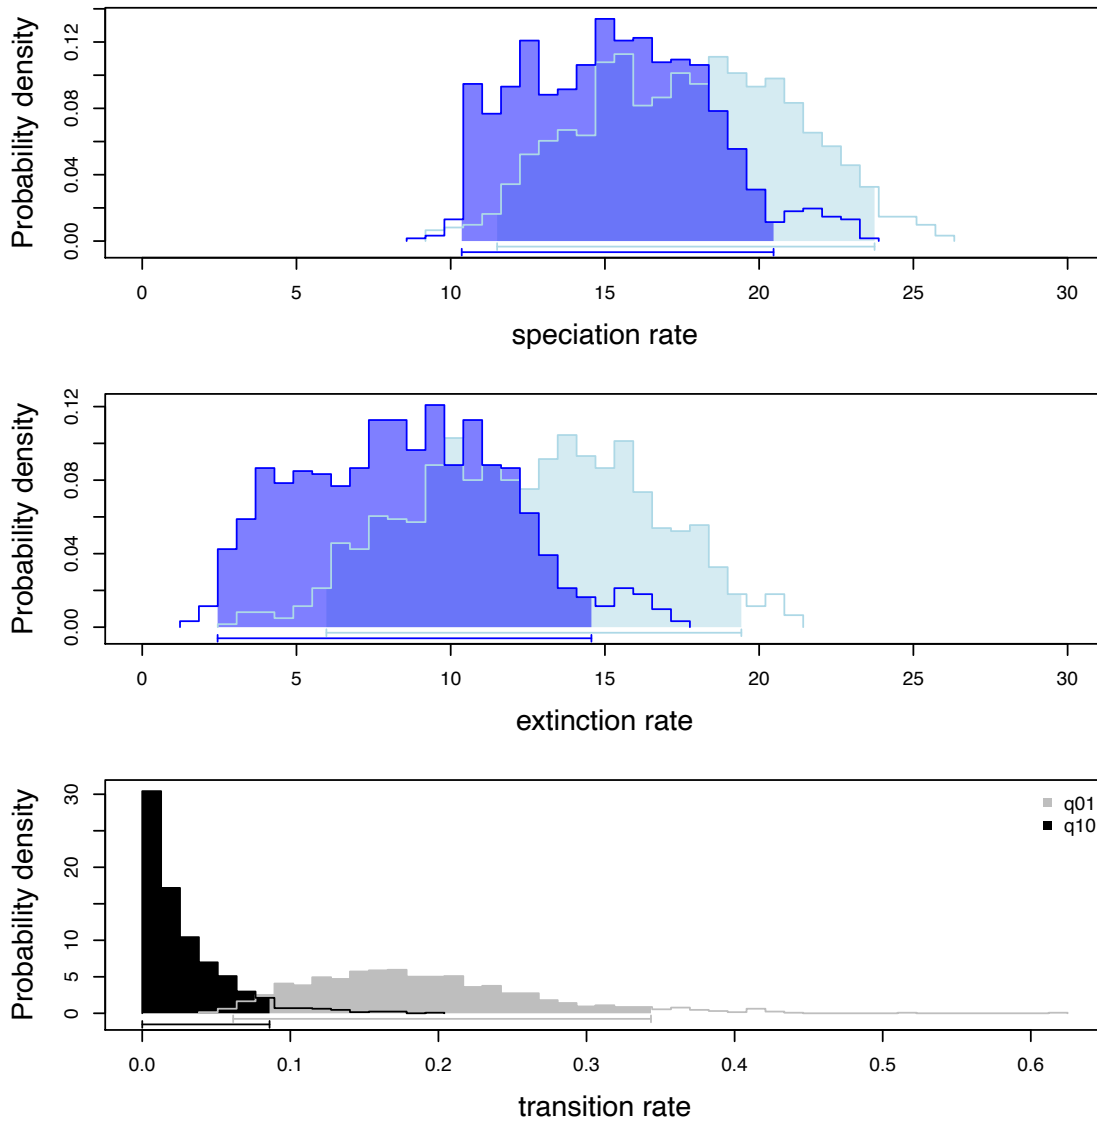 Probability density
0.00 0.04 0.08 0.12
0 5 10 15 20 25 30
speciation rate
Probability density
0.00 0.04 0.08 0.12
0 5 10 15 20 25 30
extinction rate
Probability density
0 5 10 20 30
q01
q10
0.0 0.1 0.2 0.3 0.4 0.5 0.6
transition rate